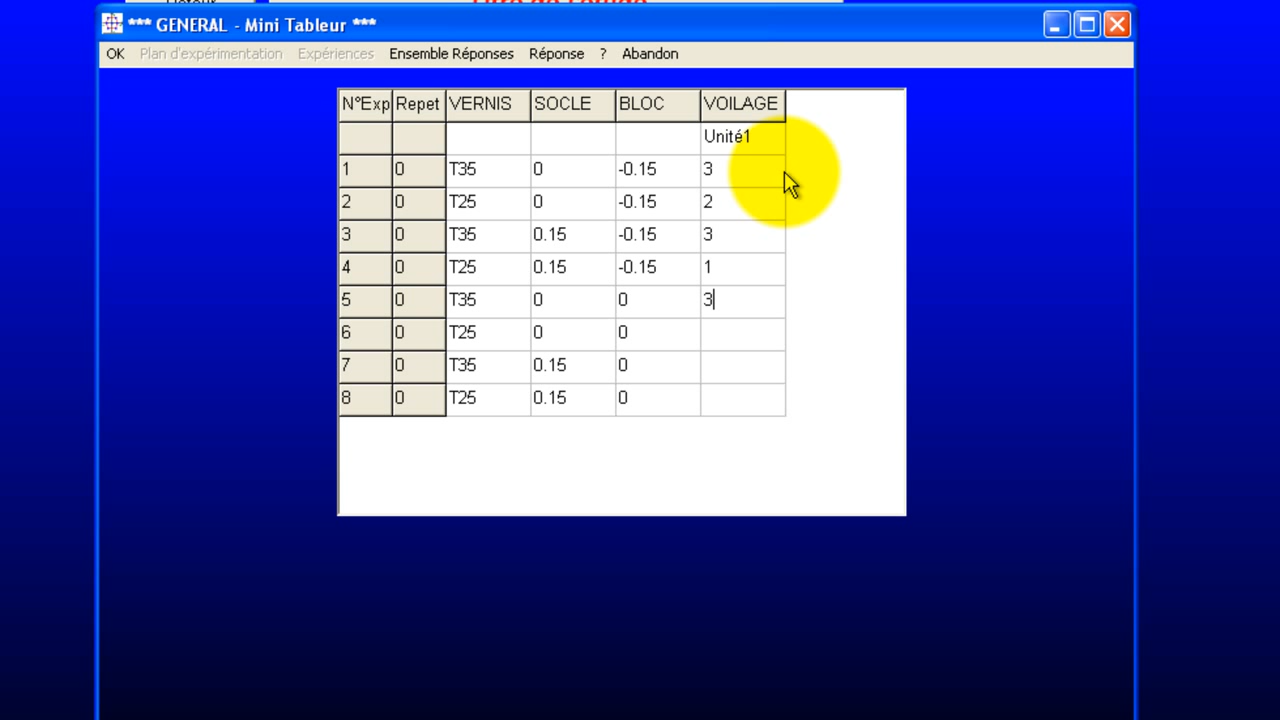 *** GENERAL - Mini Tableur ***
OK Plan d'expérimentation Expériences Ensemble Réponses Réponse ? Abandon
N°Exp Repet VERNIS SOCLE BLOC VOILAGE
Unité1
1 0 T35 0 -0.15 3
2 0 T25 0 -0.15 2
3 0 T35 0.15 -0.15 3
4 0 T25 0.15 -0.15 1
5 0 T35 0 0 3
6 0 T25 0 0
7 0 T35 0.15 0
8 0 T25 0.15 0